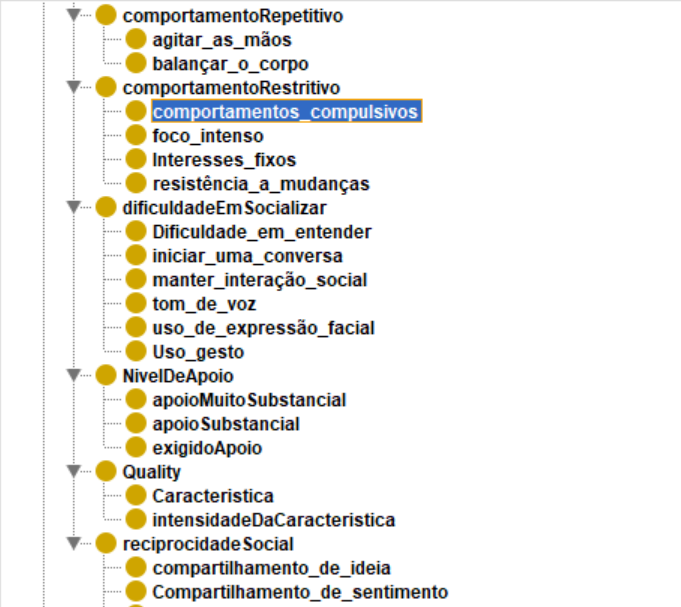 comportamentoRepetitivo
agitar_as_mãos
balançar_o_corpo
comportamentoRestritivo
comportamentos_compulsivos
foco_intenso
Interesses_fixos
resistência_a_mudanças
dificuldadeEmSocializar
Dificuldade_em_entender
iniciar_uma_conversa
manter_interação_social
tom_de_voz
uso_de_expressão_facial
Uso_gesto
NivelDeApoio
apoioMuitoSubstancial
apoioSubstancial
exigidoApoio
Quality
Caracteristica
intensidadeDaCaracteristica
reciprocidadeSocial
compartilhamento_de_ideia
Compartilhamento_de_sentimento